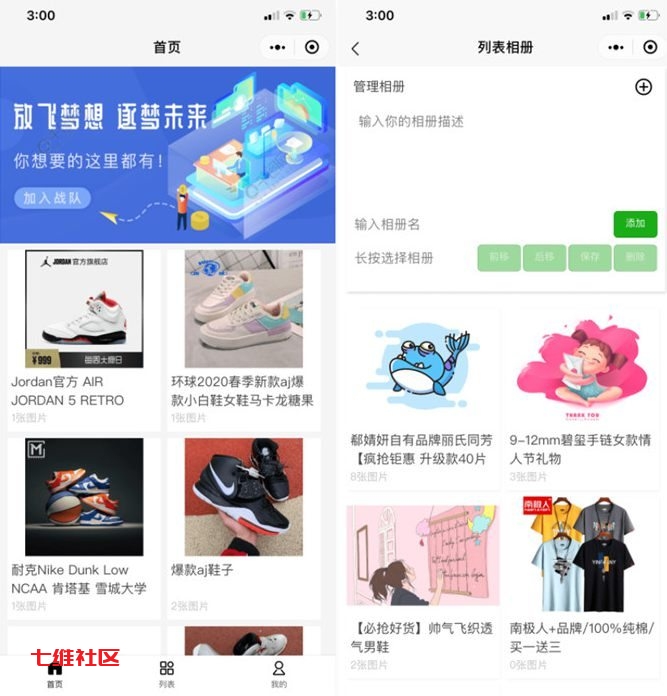 3:00
首页
放飞梦想 逐梦未来
你想要的这里都有!
加入战队
JORDAN 官方旗舰店
¥999
Jordan官方 AIR
JORDAN 5 RETRO
1张图片
环球2020春季新款aj爆
款小白鞋女鞋马卡龙糖果
1张图片
耐克Nike Dunk Low
NCAA 肯塔基 雪城大学
1张图片
爆款aj鞋子
2张图片
七维社区
首页
列表
我的
3:00
列表相册
管理相册
输入你的相册描述
输入相册名
添加
长按选择相册
前移
后移
保存
删除
郗婧妍自有品牌丽氏同芳
【疯抢钜惠 升级款40片
8张图片
THANK YOU
9-12mm碧玺手链女款情
人节礼物
3张图片
【必抢好货】帅气飞织透
气男鞋
2张图片
南极人
南极人+品牌/100%纯棉/
买一送三
0张图片